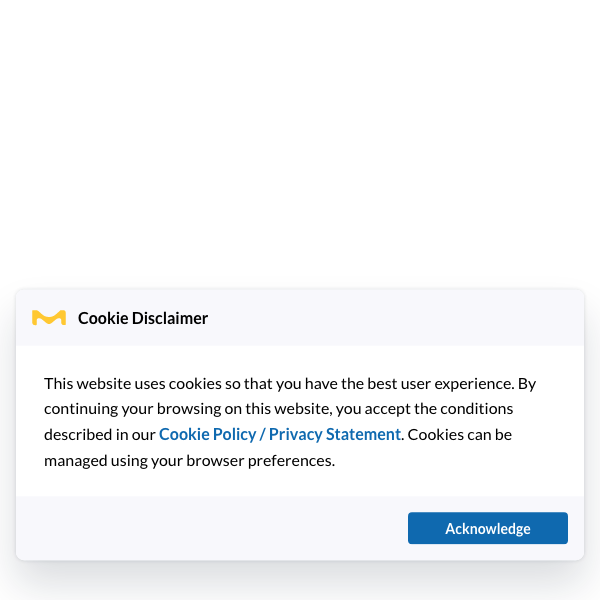 Cookie Disclaimer
This website uses cookies so that you have the best user experience. By
continuing your browsing on this website, you accept the conditions
described in our Cookie Policy / Privacy Statement. Cookies can be
managed using your browser preferences.
Acknowledge